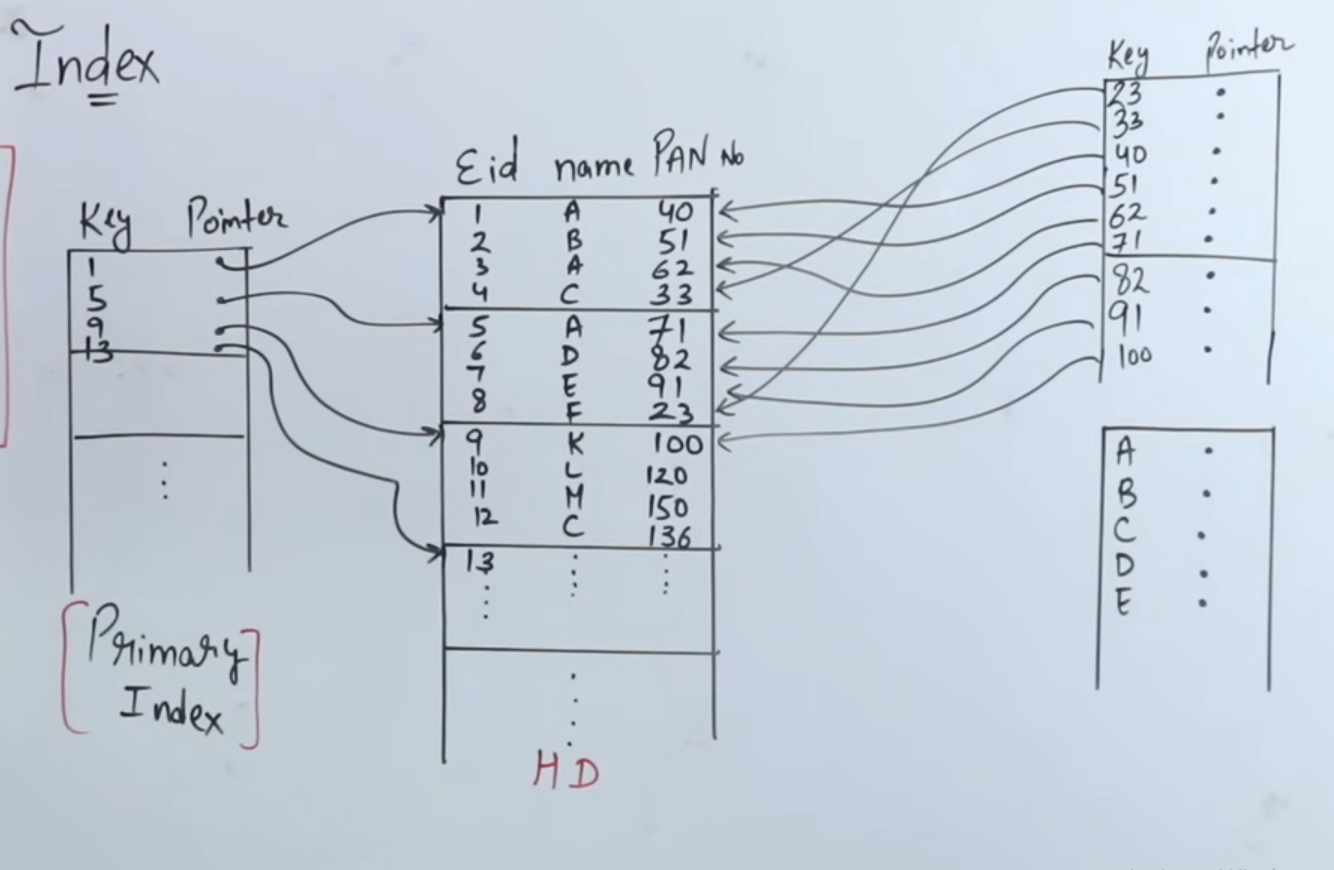 Index
Key Pointer
1
5
9
13
[Primary
Index]
Eid name PAN No
1 A 40
2 B 51
3 A 62
4 C 33
5 A 71
6 D 82
7 E 91
8 F 23
9 K 100
10 L 120
11 M 150
12 C 136
13
HD
Key Pointer
23
33
40
51
62
71
82
91
100
A
B
C
D
E